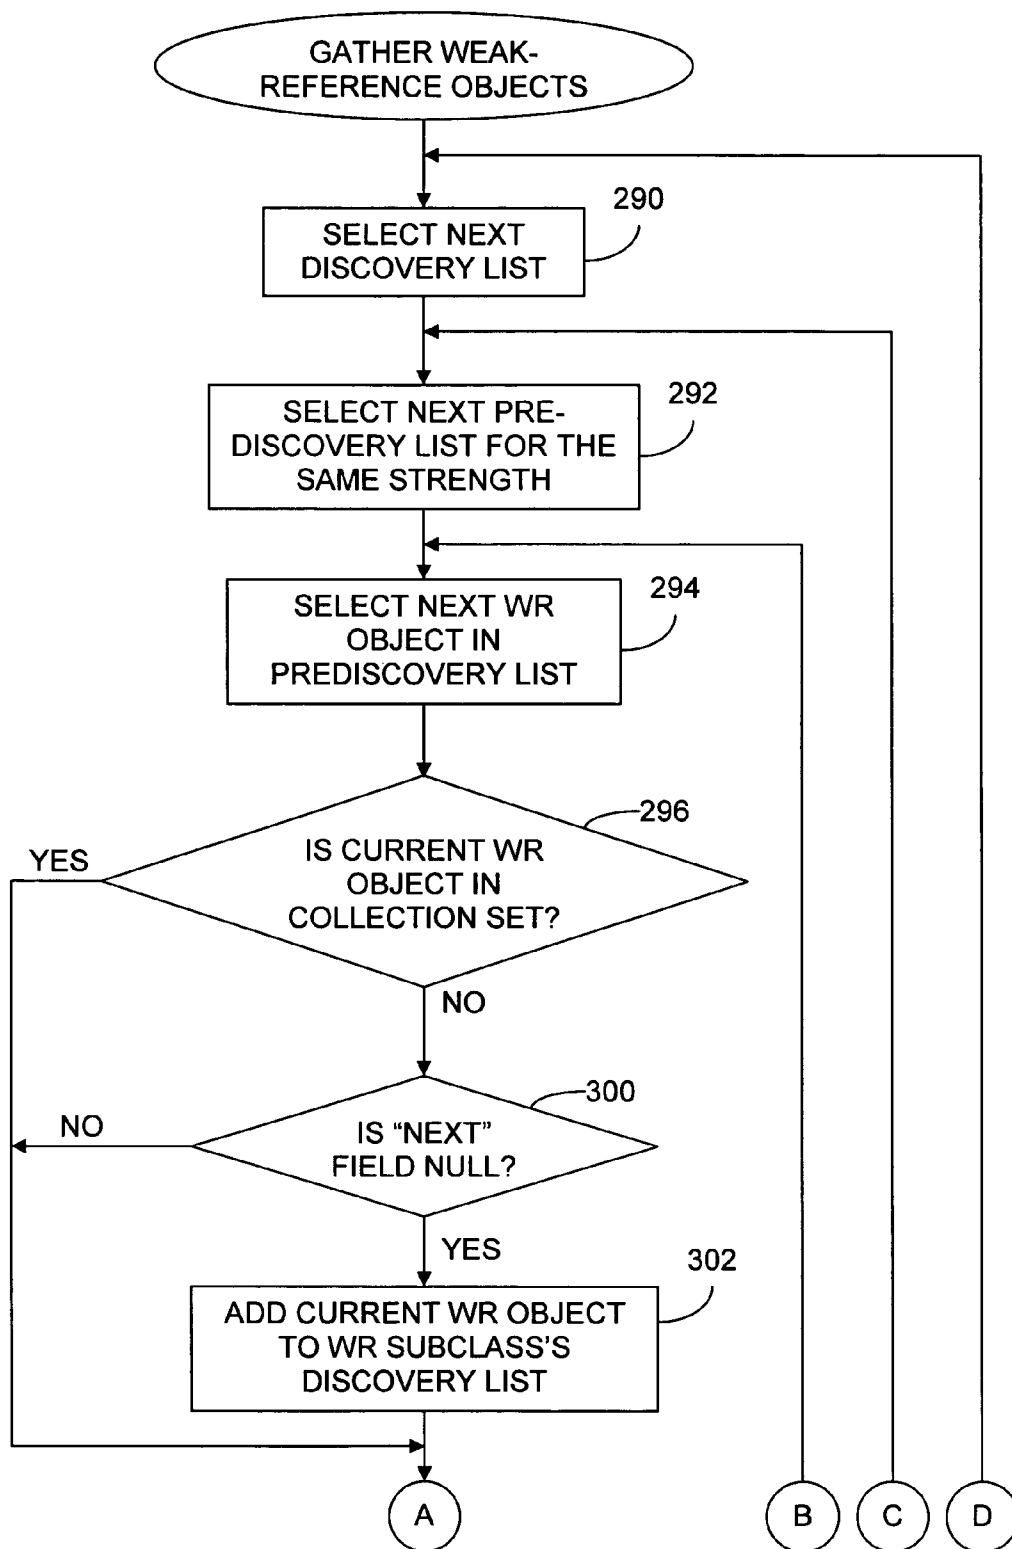 GATHER WEAK-
REFERENCE OBJECTS
290
SELECT NEXT
DISCOVERY LIST
292
SELECT NEXT PRE-
DISCOVERY LIST FOR THE
SAME STRENGTH
294
SELECT NEXT WR
OBJECT IN
PREDISCOVERY LIST
296
YES
IS CURRENT WR
OBJECT IN
COLLECTION SET?
NO
300
NO
IS “NEXT”
FIELD NULL?
YES
302
ADD CURRENT WR OBJECT
TO WR SUBCLASS’S
DISCOVERY LIST
A
B
C
D